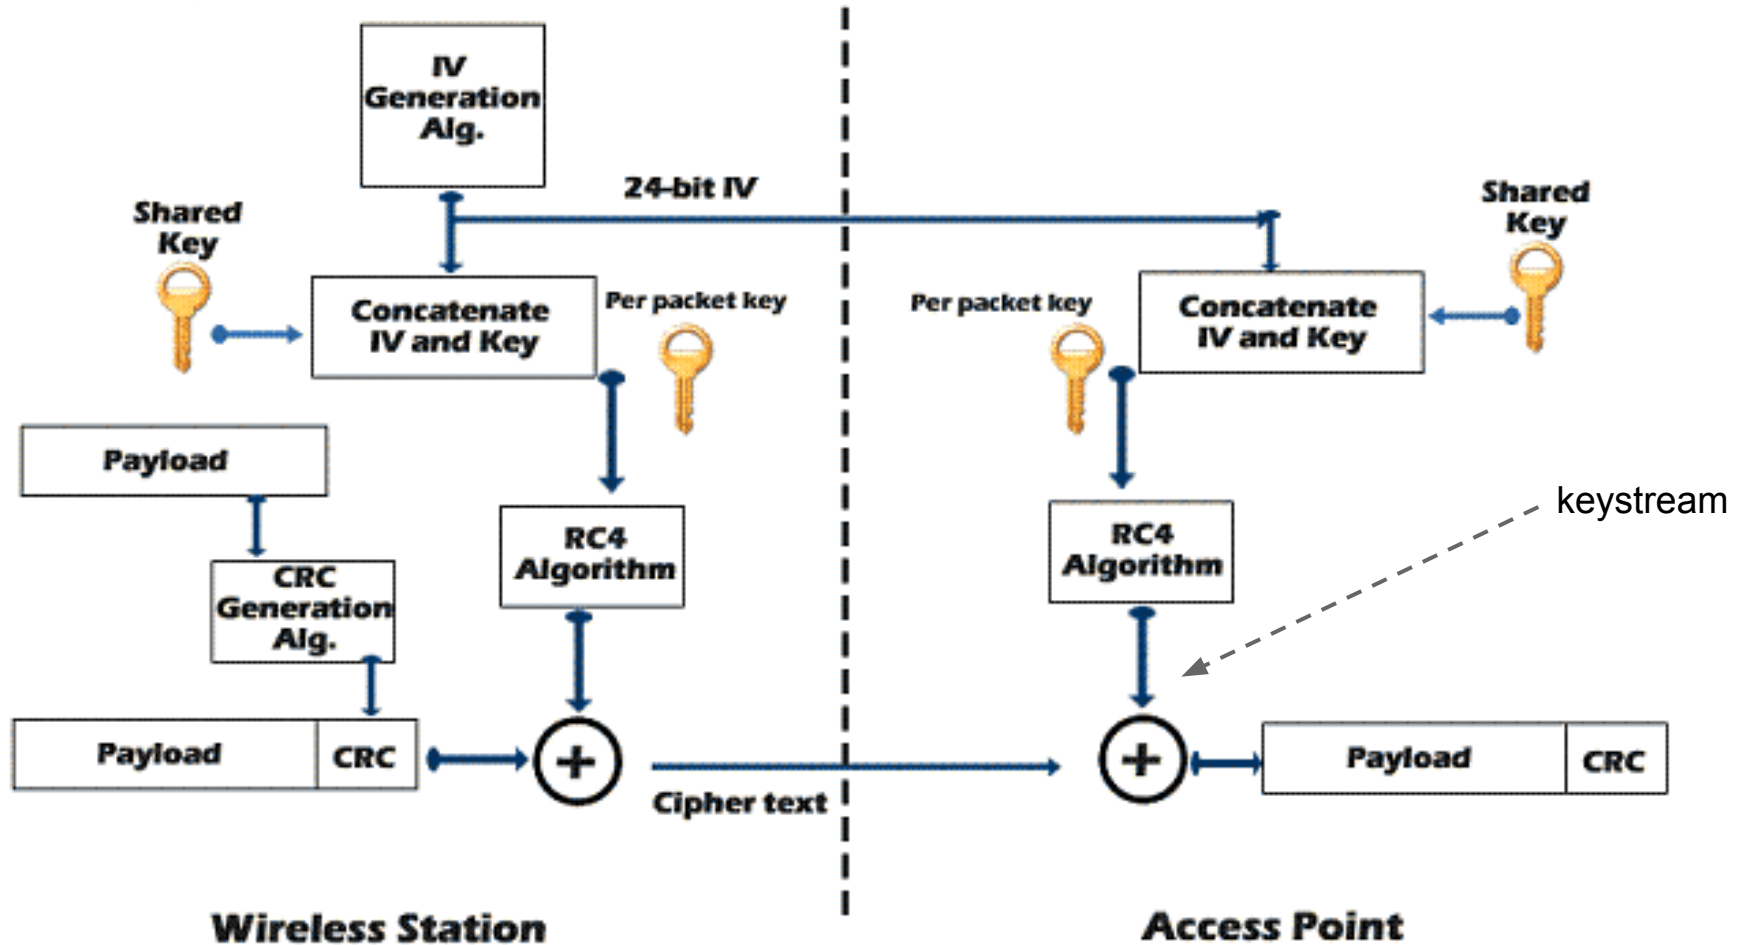 IV
Generation
Alg.
24-bit IV
Shared
Key
Shared
Key
Concatenate
IV and Key
Per packet key
Per packet key
Concatenate
IV and Key
Payload
RC4
Algorithm
RC4
Algorithm
keystream
CRC
Generation
Alg.
Payload
CRC
Cipher text
Payload
CRC
Wireless Station
Access Point